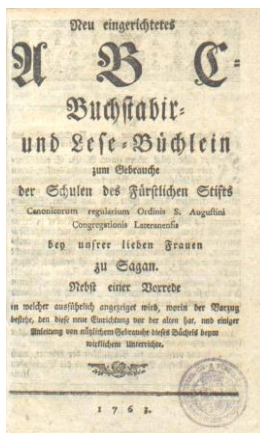 Neu eingerichtetes
A B C-
Buchstabir-
und Lese-Büchlein
zum Gebrauche
der Schulen des Fürstlichen Stifts
Canonicorum regularium Ordinis S. Augustini
Congregationis Lateranensis
bey unsrer lieben Frauen
zu Sagan.
Nebst einer Vorrede
in welcher ausführlich angezeiget wird, worin der Vorzug
bestehe, den diese neue Einrichtung vor der alten hat, und einiger
Anleitung von nützlichem Gebrauche dieses Büchels beym
wirklichem Unterrichte.
1763.